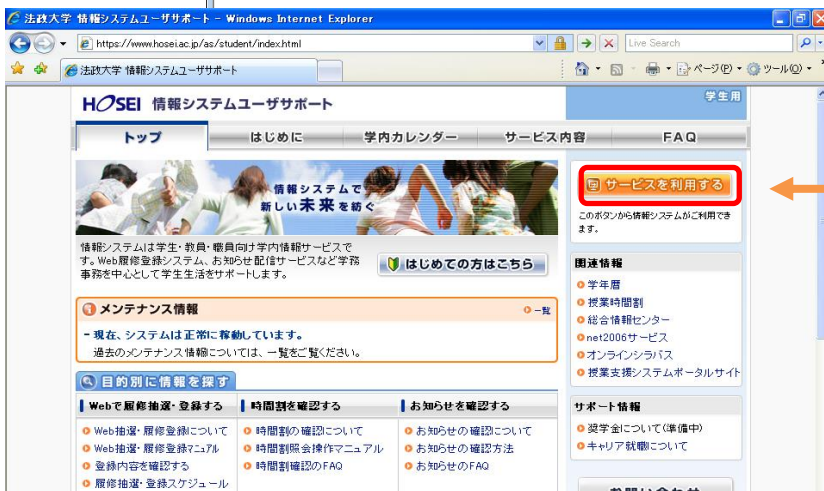 法政大学 情報システムユーザサポート - Windows Internet Explorer
https://www.hosei.ac.jp/as/student/index.html
Live Search
法政大学 情報システムユーザサポート
ページ(P)
ツール(O)
HOSEI 情報システムユーザサポート
学生用
トップ
はじめに
学内カレンダー
サービス内容
FAQ
情報システムで
新しい未来を紡ぐ
情報システムは学生・教員・職員向け学内情報サービスで
す。Web履修登録システム、お知らせ配信サービスなど学務
事務を中心として学生生活をサポートします。
はじめての方はこちら
メンテナンス情報
一覧
- 現在、システムは正常に稼動しています。
過去のメンテナンス情報については、一覧をご覧ください。
目的別に情報を探す
Webで履修抽選・登録する
Web抽選・履修登録について
Web抽選・履修登録マニュアル
登録内容を確認する
履修抽選・登録スケジュール
時間割を確認する
時間割の確認について
時間割照会操作マニュアル
時間割確認のFAQ
お知らせを確認する
お知らせの確認について
お知らせの確認方法
お知らせのFAQ
サービスを利用する
このボタンから情報システムがご利用でき
ます。
関連情報
学年暦
授業時間割
総合情報センター
net2006サービス
オンラインシラバス
授業支援システムポータルサイト
サポート情報
奨学金について(準備中)
キャリア就職について
お問い合わせ